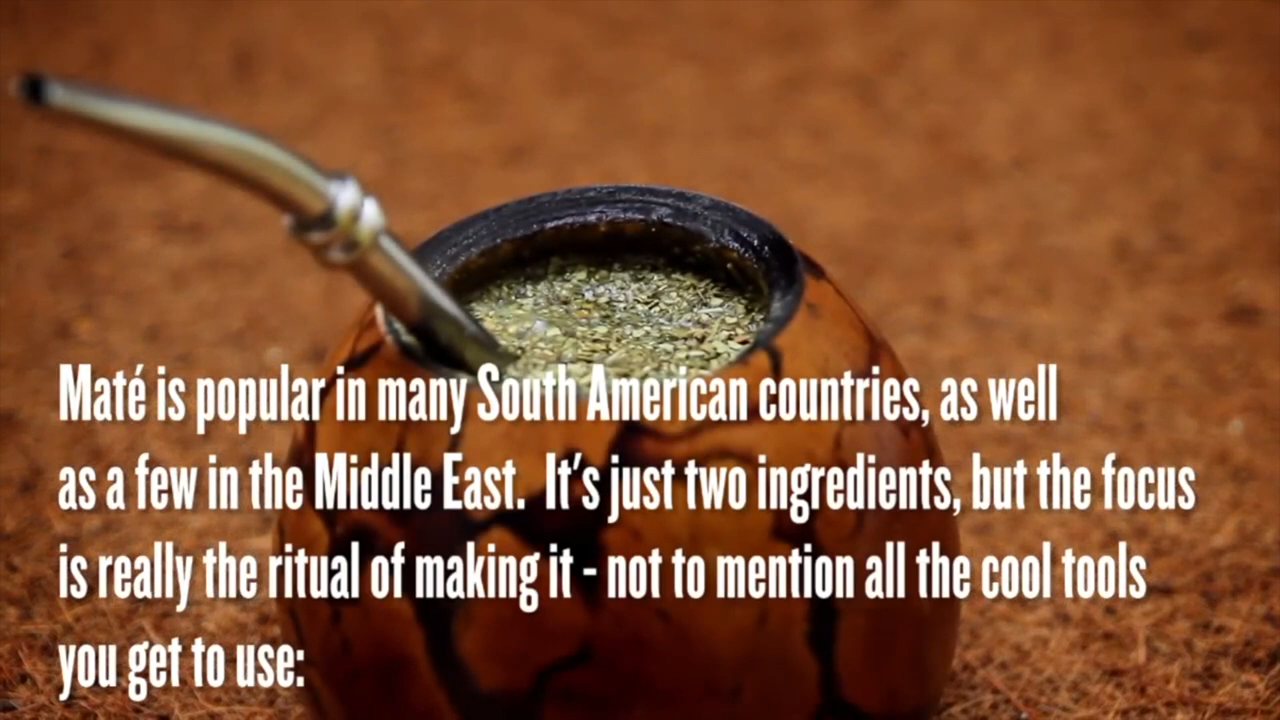 Maté is popular in many South American countries, as well
as a few in the Middle East. It's just two ingredients, but the focus
is really the ritual of making it - not to mention all the cool tools
you get to use: